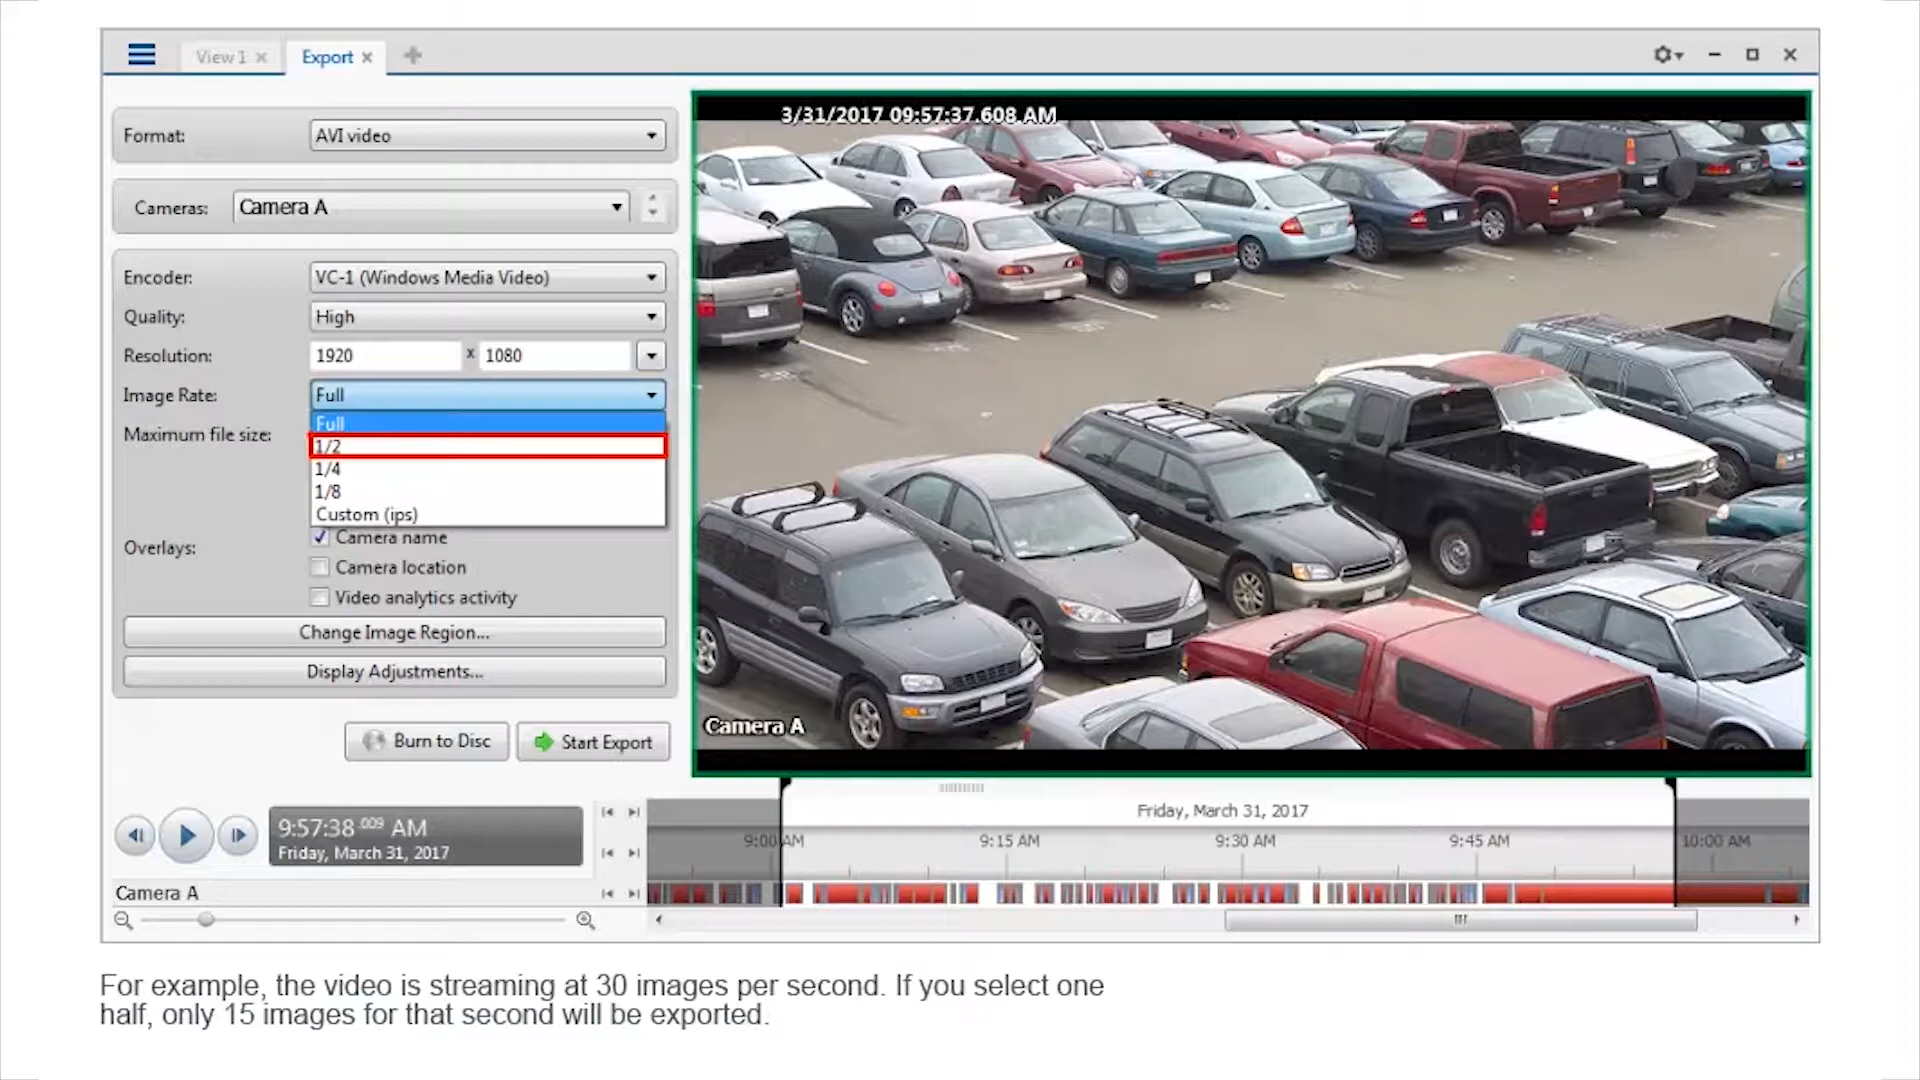 View 1
Export
Format:
AVI video
Cameras:
Camera A
Encoder:
VC-1 (Windows Media Video)
Quality:
High
Resolution:
1920 x 1080
Image Rate:
Full
Full
Maximum file size:
1/2
1/4
1/8
Custom (ips)
Overlays:
Camera name
Camera location
Video analytics activity
Change Image Region...
Display Adjustments...
Burn to Disc
Start Export
3/31/2017 09:57:37.608 AM
Camera A
9:57:38.009 AM
Friday, March 31, 2017
Camera A
Friday, March 31, 2017
9:00 AM
9:15 AM
9:30 AM
9:45 AM
10:00 AM
For example, the video is streaming at 30 images per second. If you select one
half, only 15 images for that second will be exported.